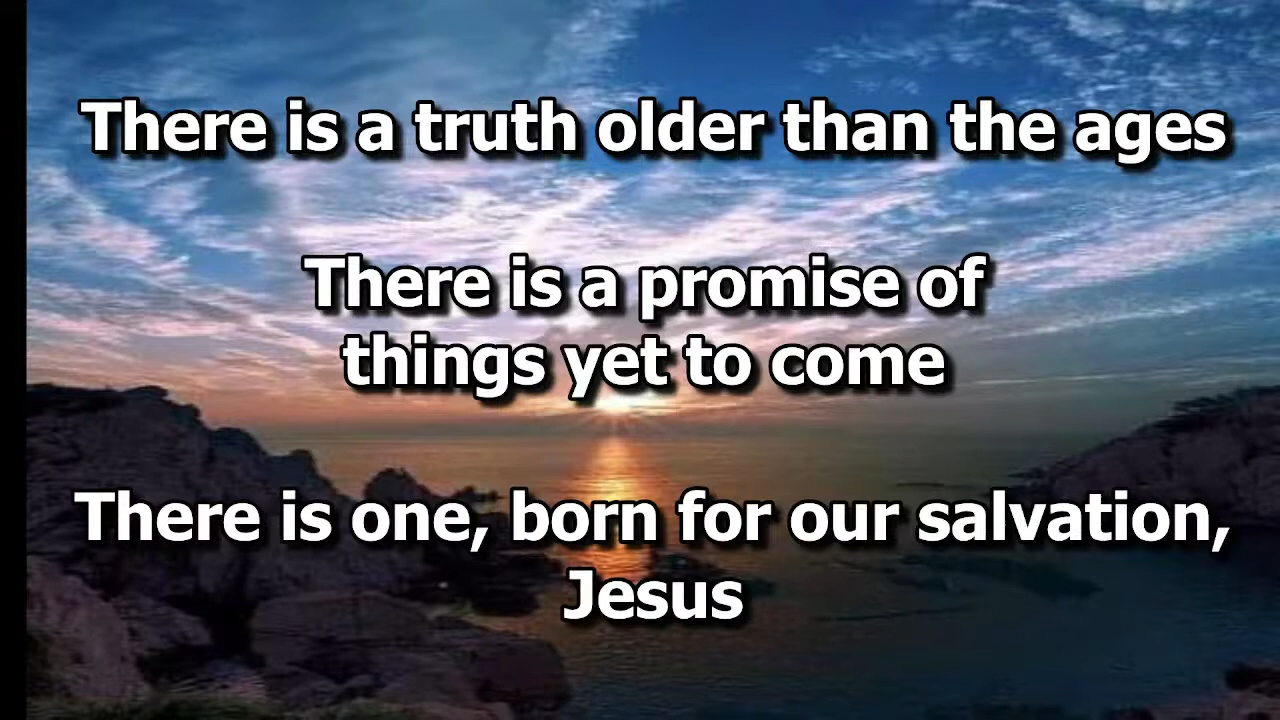 There is a truth older than the ages
There is a promise of
things yet to come
There is one, born for our salvation,
Jesus